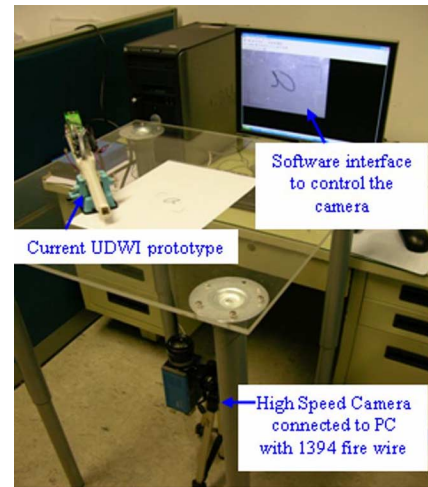 Software interface
to control the
camera
Current UDWI prototype
High Speed Camera
connected to PC
with 1394 fire wire